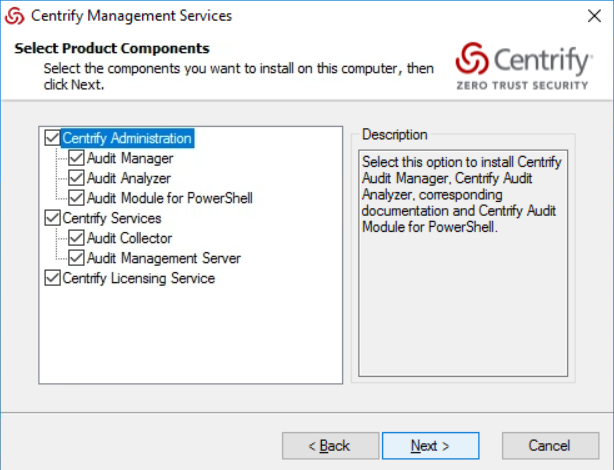 Centrify Management Services
Select Product Components
Select the components you want to install on this computer, then
click Next.
Centrify
ZERO TRUST SECURITY
Centrify Administration
Audit Manager
Audit Analyzer
Audit Module for PowerShell
Centrify Services
Audit Collector
Audit Management Server
Centrify Licensing Service
Description
Select this option to install Centrify
Audit Manager, Centrify Audit
Analyzer, corresponding
documentation and Centrify Audit
Module for PowerShell.
< Back
Next >
Cancel